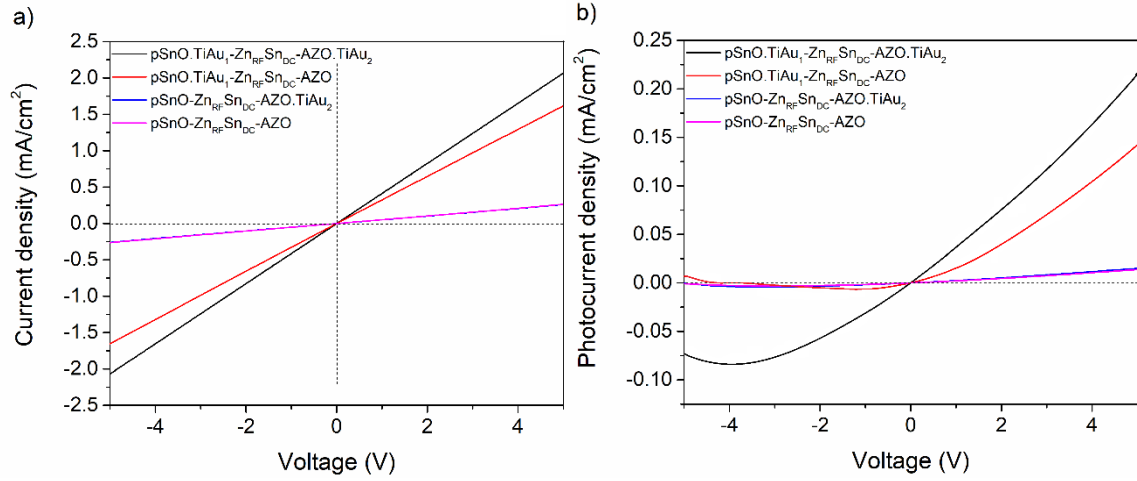 a)
2.5
2.0
1.5
1.0
0.5
0.0
-0.5
-1.0
-1.5
-2.0
-2.5
Current density (mA/cm²)
pSnO.TiAu₁-ZnRFSnDC-AZO.TiAu₂
pSnO.TiAu₁-ZnRFSnDC-AZO
pSnO-ZnRFSnDC-AZO.TiAu₂
pSnO-ZnRFSnDC-AZO
-4
-2
0
2
4
Voltage (V)
b)
0.25
0.20
0.15
0.10
0.05
0.00
-0.05
-0.10
Photocurrent density (mA/cm²)
pSnO.TiAu₁-ZnRFSnDC-AZO.TiAu₂
pSnO.TiAu₁-ZnRFSnDC-AZO
pSnO-ZnRFSnDC-AZO.TiAu₂
pSnO-ZnRFSnDC-AZO
-4
-2
0
2
4
Voltage (V)